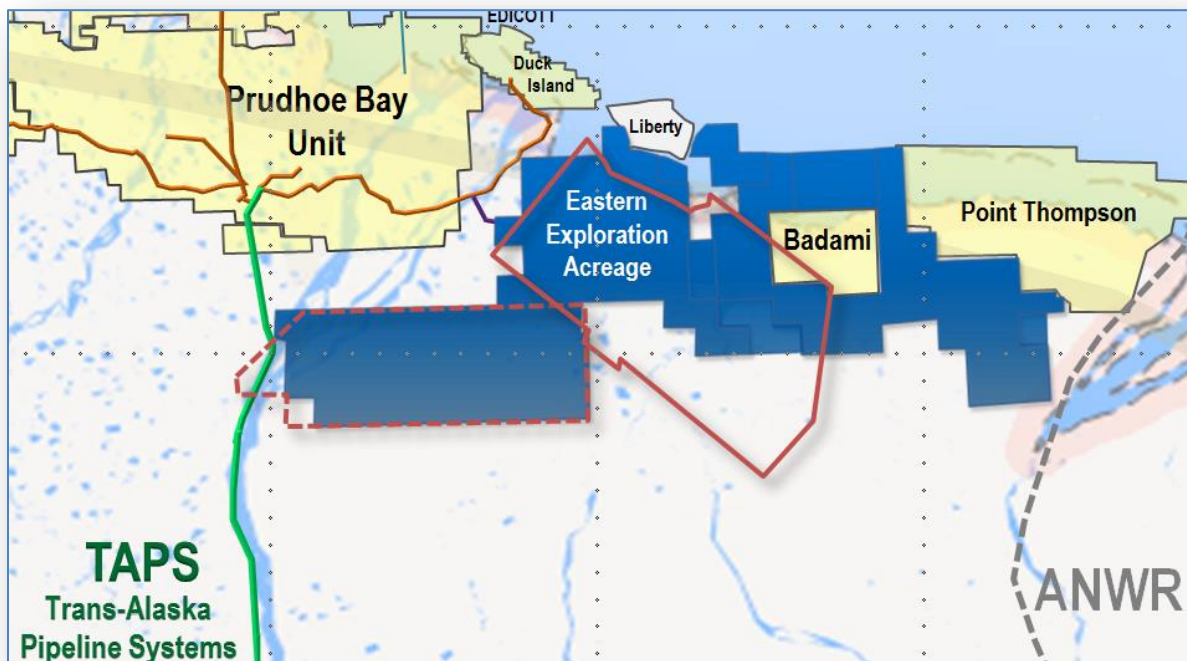 EDICOTT
Duck
Island
Prudhoe Bay
Unit
Liberty
Eastern
Exploration
Acreage
Badami
Point Thompson
TAPS
Trans-Alaska
Pipeline Systems
ANWR